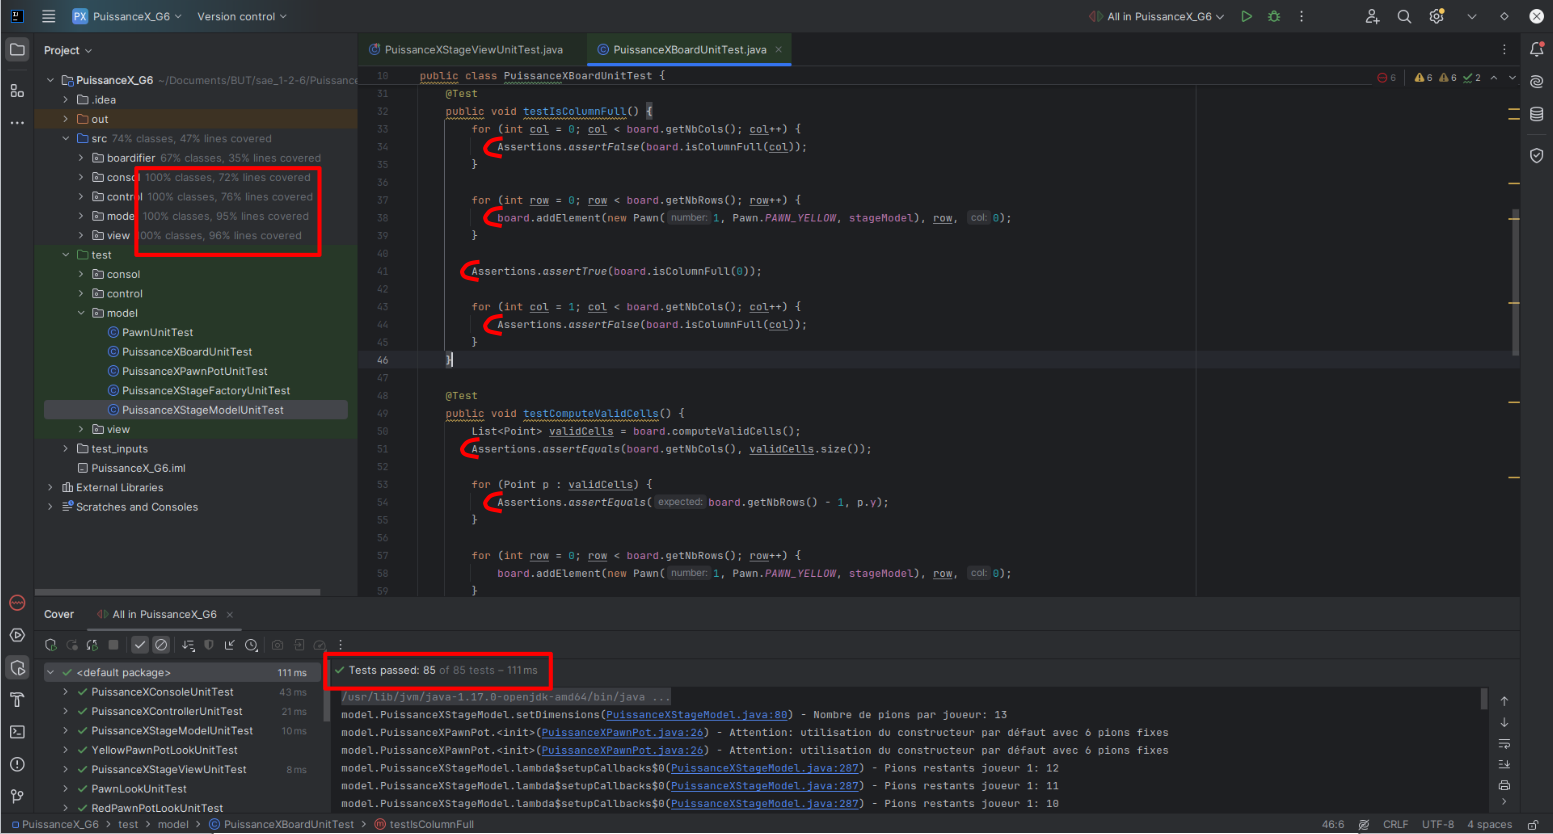 PX PuissanceX_G6 Version control All in PuissanceX_G6
Project
PuissanceX_G6 ~/Documents/BUT/sae_1-2-6/Puissance
.idea
out
src 74% classes, 47% lines covered
boardifier 67% classes, 35% lines covered
consol 100% classes, 72% lines covered
control 100% classes, 76% lines covered
model 100% classes, 95% lines covered
view 100% classes, 96% lines covered
test
consol
control
model
PawnUnitTest
PuissanceXBoardUnitTest
PuissanceXPawnPotUnitTest
PuissanceXStageFactoryUnitTest
PuissanceXStageModelUnitTest
view
test_inputs
PuissanceX_G6.iml
External Libraries
Scratches and Consoles
PuissanceXStageViewUnitTest.java PuissanceXBoardUnitTest.java
6 6 6 2
10 public class PuissanceXBoardUnitTest {
31 @Test
32 public void testIsColumnFull() {
33 for (int col = 0; col < board.getNbCols(); col++) {
34 Assertions.assertFalse(board.isColumnFull(col));
35 }
36
37 for (int row = 0; row < board.getNbRows(); row++) {
38 board.addElement(new Pawn( number: 1, Pawn.PAWN_YELLOW, stageModel), row, col: 0);
39 }
40
41 Assertions.assertTrue(board.isColumnFull(0));
42
43 for (int col = 1; col < board.getNbCols(); col++) {
44 Assertions.assertFalse(board.isColumnFull(col));
45 }
46 }
47
48 @Test
49 public void testComputeValidCells() {
50 List<Point> validCells = board.computeValidCells();
51 Assertions.assertEquals(board.getNbCols(), validCells.size());
52
53 for (Point p : validCells) {
54 Assertions.assertEquals( expected: board.getNbRows() - 1, p.y);
55 }
56
57 for (int row = 0; row < board.getNbRows(); row++) {
58 board.addElement(new Pawn( number: 1, Pawn.PAWN_YELLOW, stageModel), row, col: 0);
59 }
Cover All in PuissanceX_G6
<default package> 111 ms
PuissanceXConsoleUnitTest 43 ms
PuissanceXControllerUnitTest 21 ms
PuissanceXStageModelUnitTest 10 ms
YellowPawnPotLookUnitTest
PuissanceXStageViewUnitTest 8 ms
PawnLookUnitTest
RedPawnPotLookUnitTest
Tests passed: 85 of 85 tests – 111 ms
/usr/lib/jvm/java-1.17.0-openjdk-amd64/bin/java ...
model.PuissanceXStageModel.setDimensions(PuissanceXStageModel.java:80) - Nombre de pions par joueur: 13
model.PuissanceXPawnPot.<init>(PuissanceXPawnPot.java:26) - Attention: utilisation du constructeur par défaut avec 6 pions fixes
model.PuissanceXPawnPot.<init>(PuissanceXPawnPot.java:26) - Attention: utilisation du constructeur par défaut avec 6 pions fixes
model.PuissanceXStageModel.lambda$setupCallbacks$0(PuissanceXStageModel.java:287) - Pions restants joueur 1: 12
model.PuissanceXStageModel.lambda$setupCallbacks$0(PuissanceXStageModel.java:287) - Pions restants joueur 1: 11
model.PuissanceXStageModel.lambda$setupCallbacks$0(PuissanceXStageModel.java:287) - Pions restants joueur 1: 10
PuissanceX_G6 > test > model > PuissanceXBoardUnitTest > testIsColumnFull 46:6 CRLF UTF-8 4 spaces